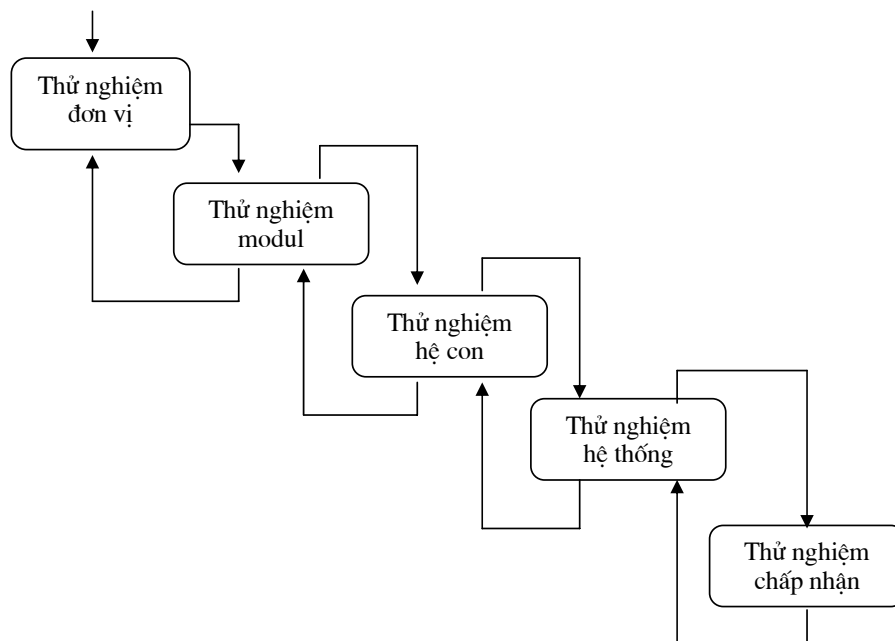 Thử nghiệm
đơn vị
Thử nghiệm
modul
Thử nghiệm
hệ con
Thử nghiệm
hệ thống
Thử nghiệm
chấp nhận